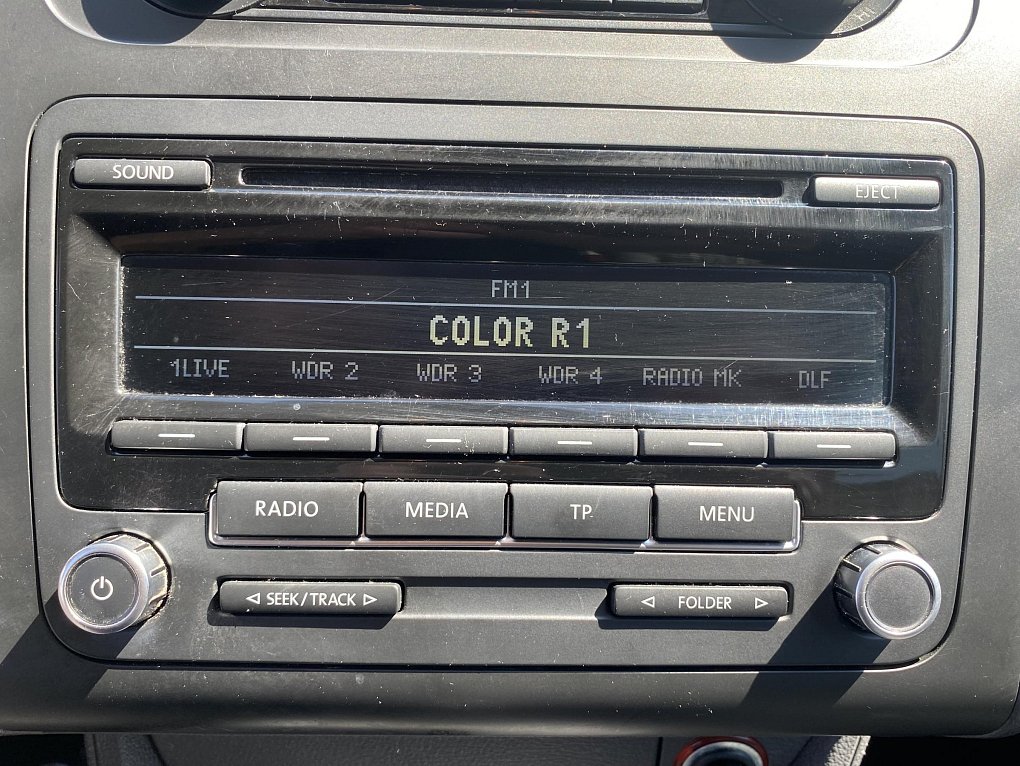 SOUND
EJECT
FM1
COLOR R1
1LIVE WDR 2 WDR 3 WDR 4 RADIO MK DLF
RADIO MEDIA TP MENU
SEEK/TRACK FOLDER